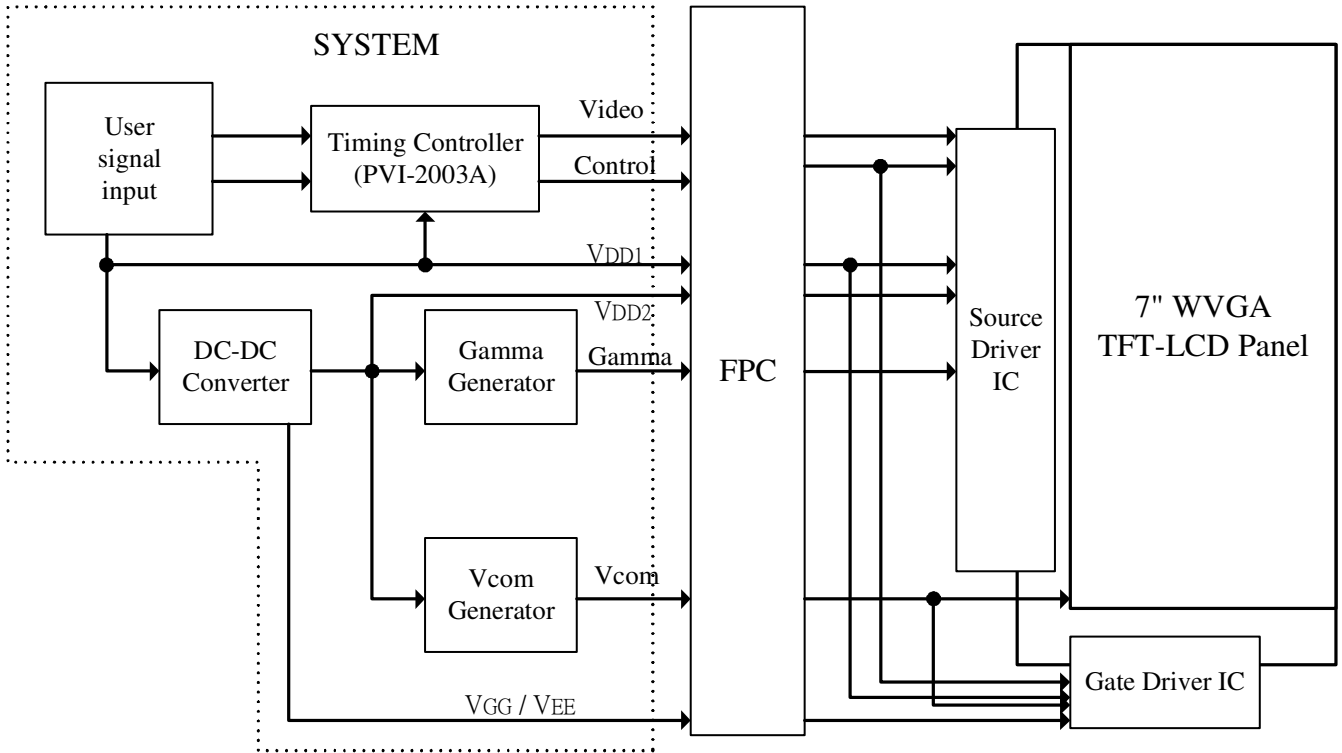 SYSTEM
User
signal
input
Timing Controller
(PVI-2003A)
Video
Control
VDD1
VDD2
DC-DC
Converter
Gamma
Generator
Gamma
Vcom
Generator
Vcom
VGG / VEE
FPC
Source
Driver
IC
7" WVGA
TFT-LCD Panel
Gate Driver IC